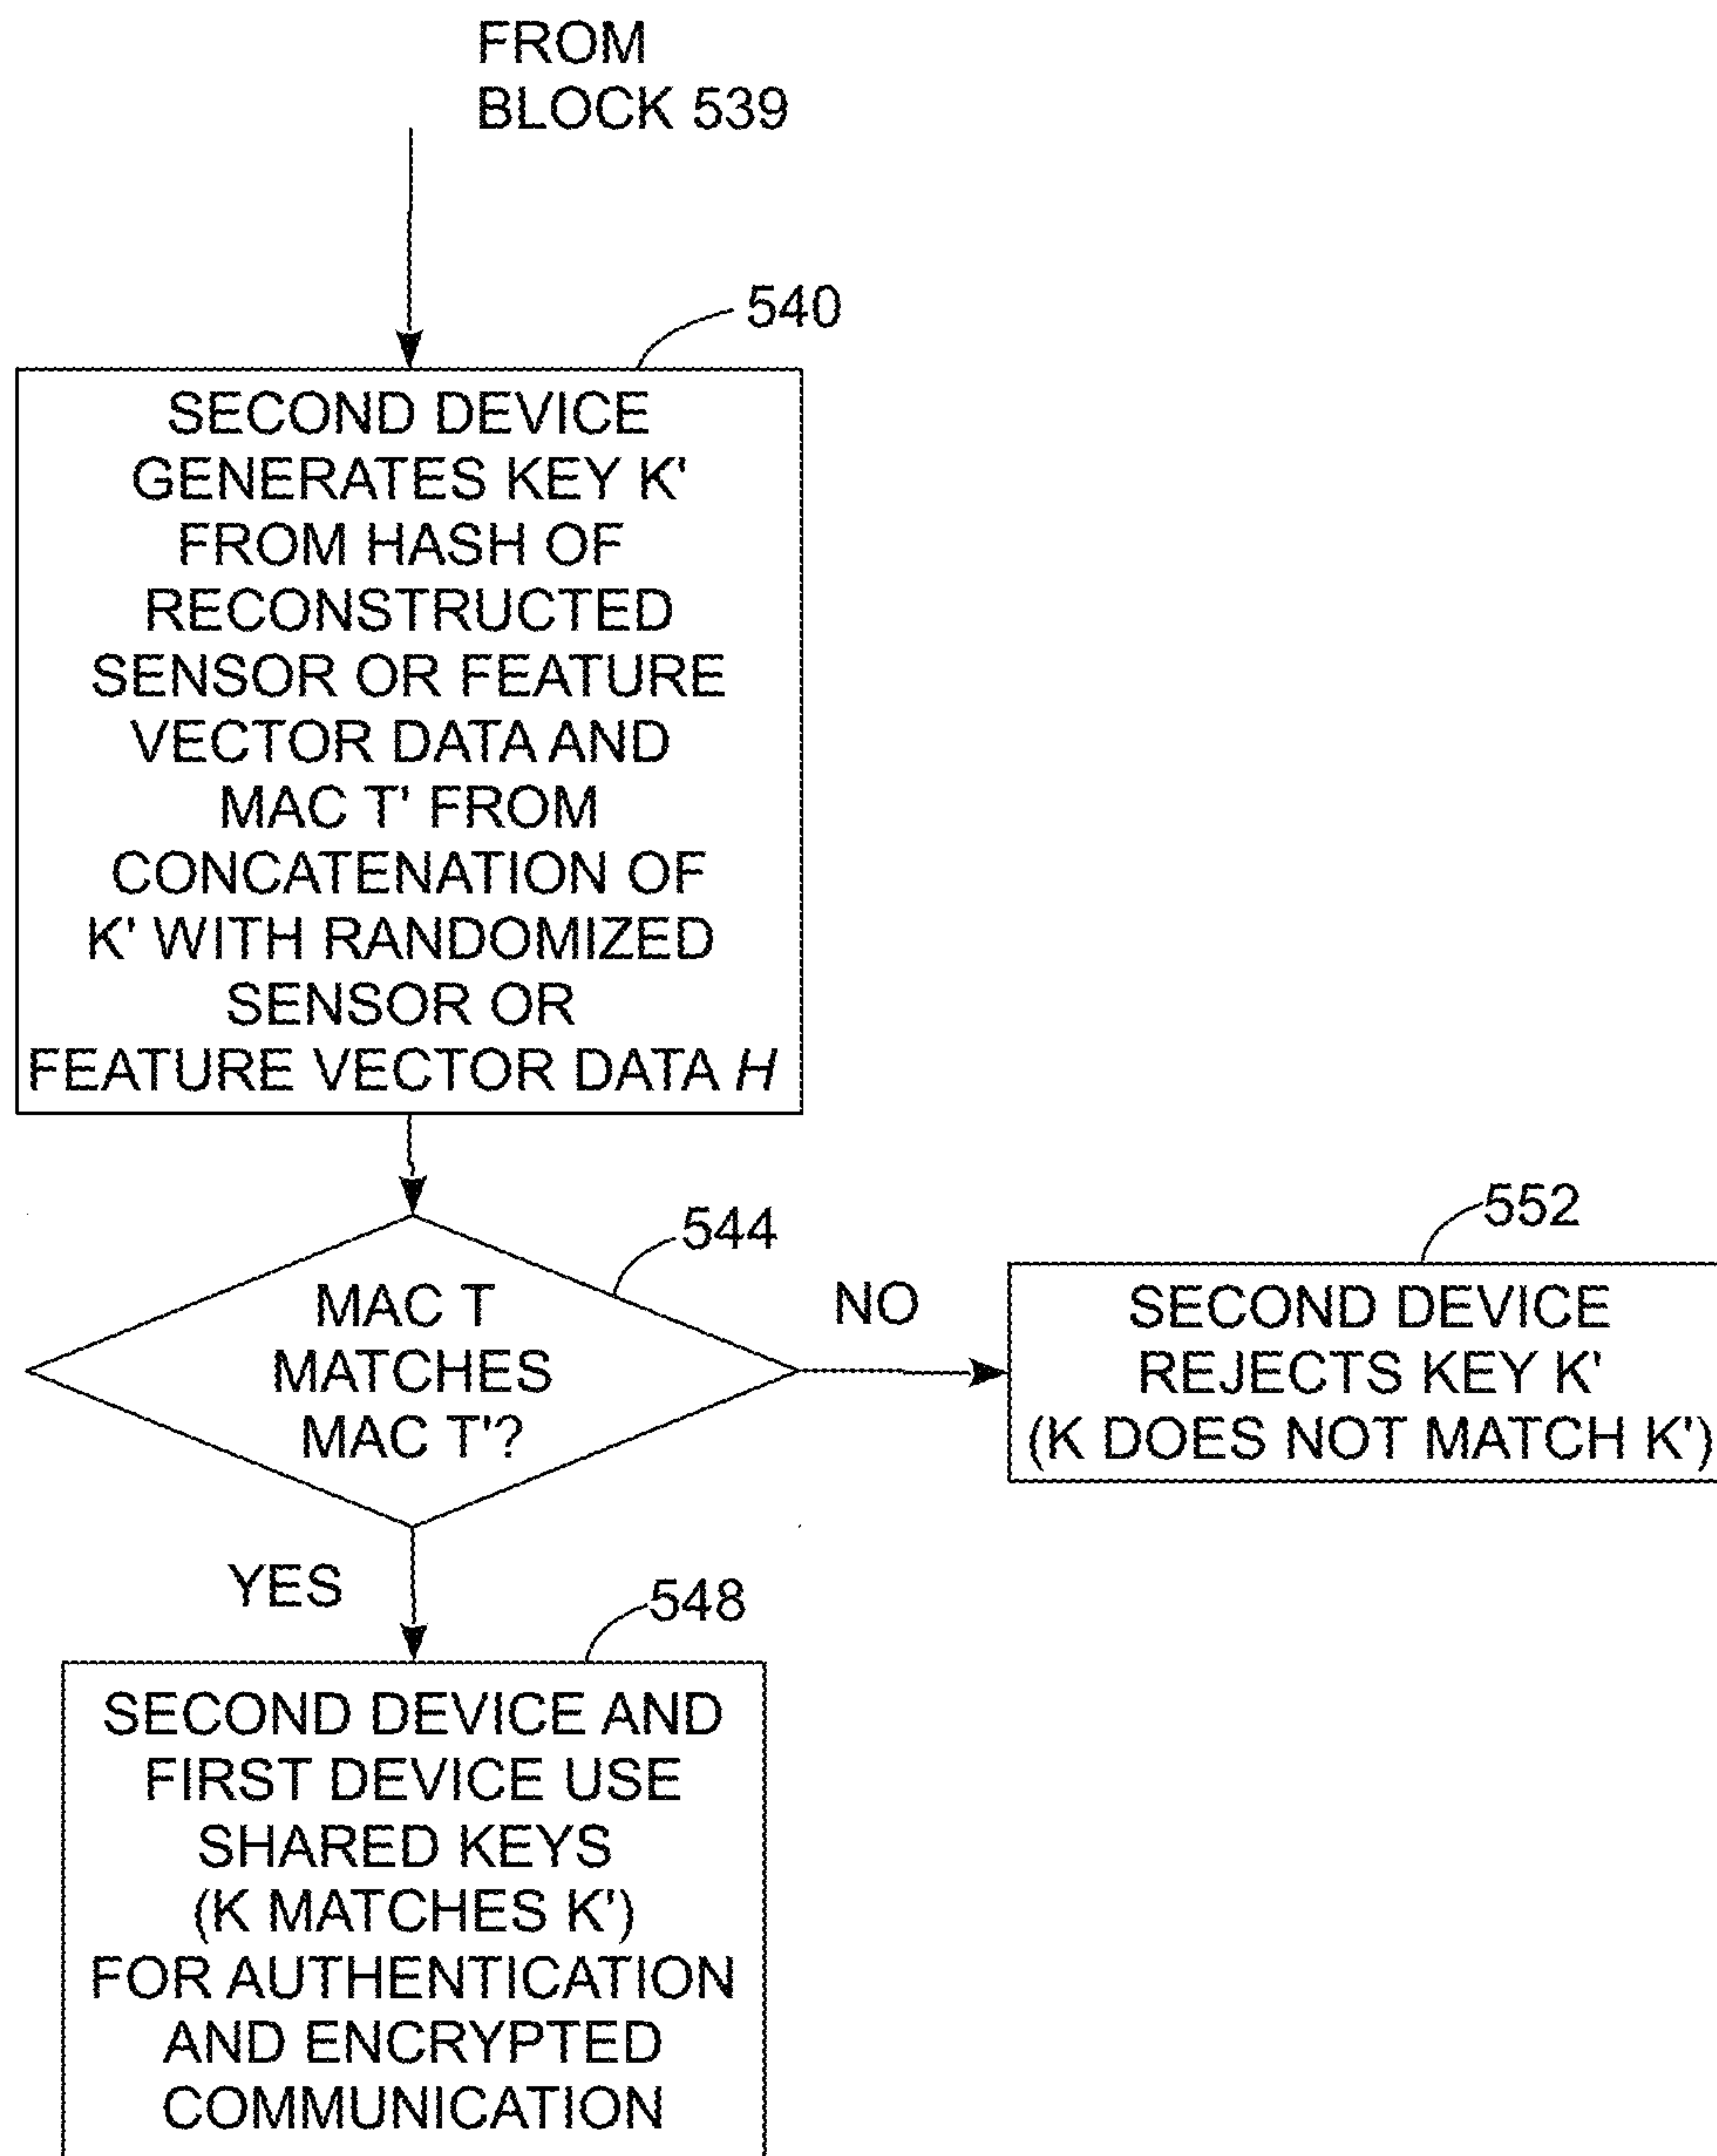 FROM
BLOCK 539
540
SECOND DEVICE
GENERATES KEY K'
FROM HASH OF
RECONSTRUCTED
SENSOR OR FEATURE
VECTOR DATA AND
MAC T' FROM
CONCATENATION OF
K' WITH RANDOMIZED
SENSOR OR
FEATURE VECTOR DATA H
544
MAC T
MATCHES
MAC T'?
NO
552
SECOND DEVICE
REJECTS KEY K'
(K DOES NOT MATCH K')
YES
548
SECOND DEVICE AND
FIRST DEVICE USE
SHARED KEYS
(K MATCHES K')
FOR AUTHENTICATION
AND ENCRYPTED
COMMUNICATION